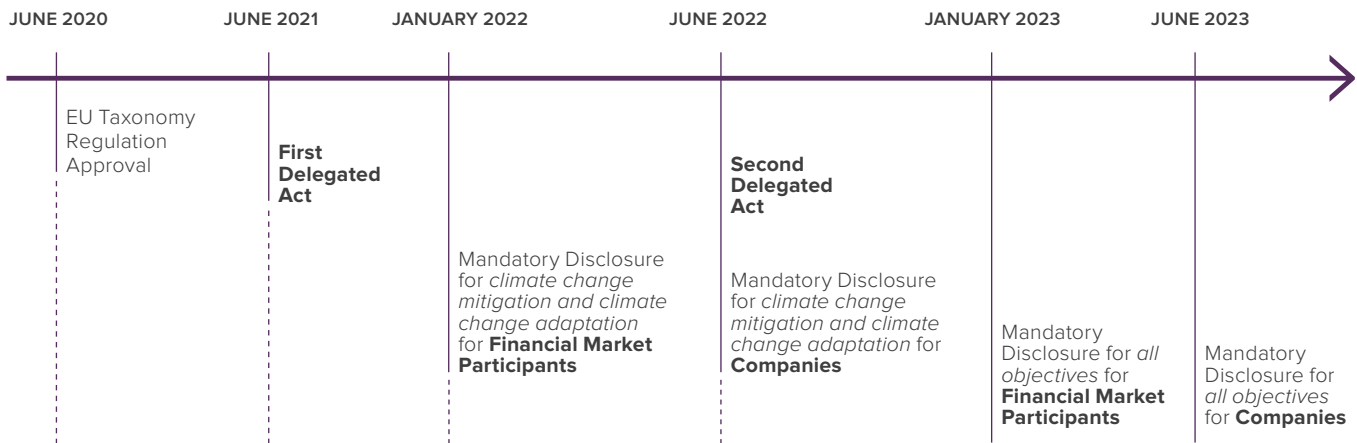 JUNE 2020
JUNE 2021
JANUARY 2022
JUNE 2022
JANUARY 2023
JUNE 2023
EU Taxonomy
Regulation
Approval
First
Delegated
Act
Mandatory Disclosure
for climate change
mitigation and climate
change adaptation
for Financial Market
Participants
Second
Delegated
Act
Mandatory Disclosure
for climate change
mitigation and climate
change adaptation for
Companies
Mandatory
Disclosure for all
objectives for
Financial Market
Participants
Mandatory
Disclosure for
all objectives
for Companies